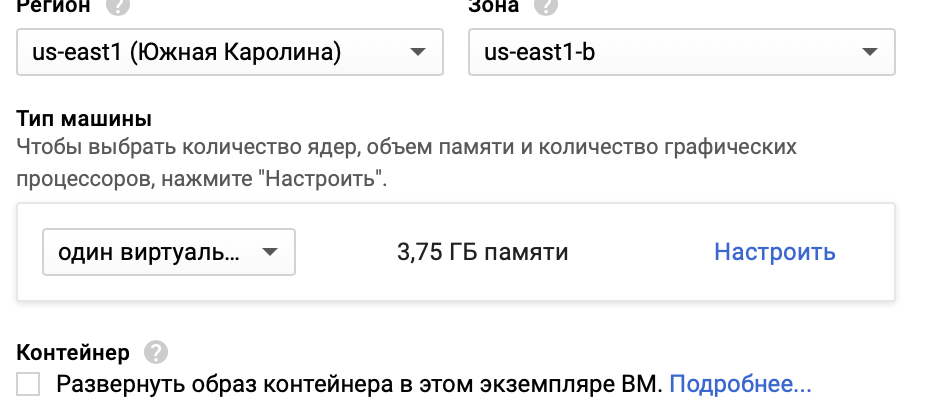 Регион ? Зона ?
us-east1 (Южная Каролина) us-east1-b
Тип машины
Чтобы выбрать количество ядер, объем памяти и количество графических
процессоров, нажмите "Настроить".
один виртуаль... 3,75 ГБ памяти Настроить
Контейнер ?
Развернуть образ контейнера в этом экземпляре ВМ. Подробнее...